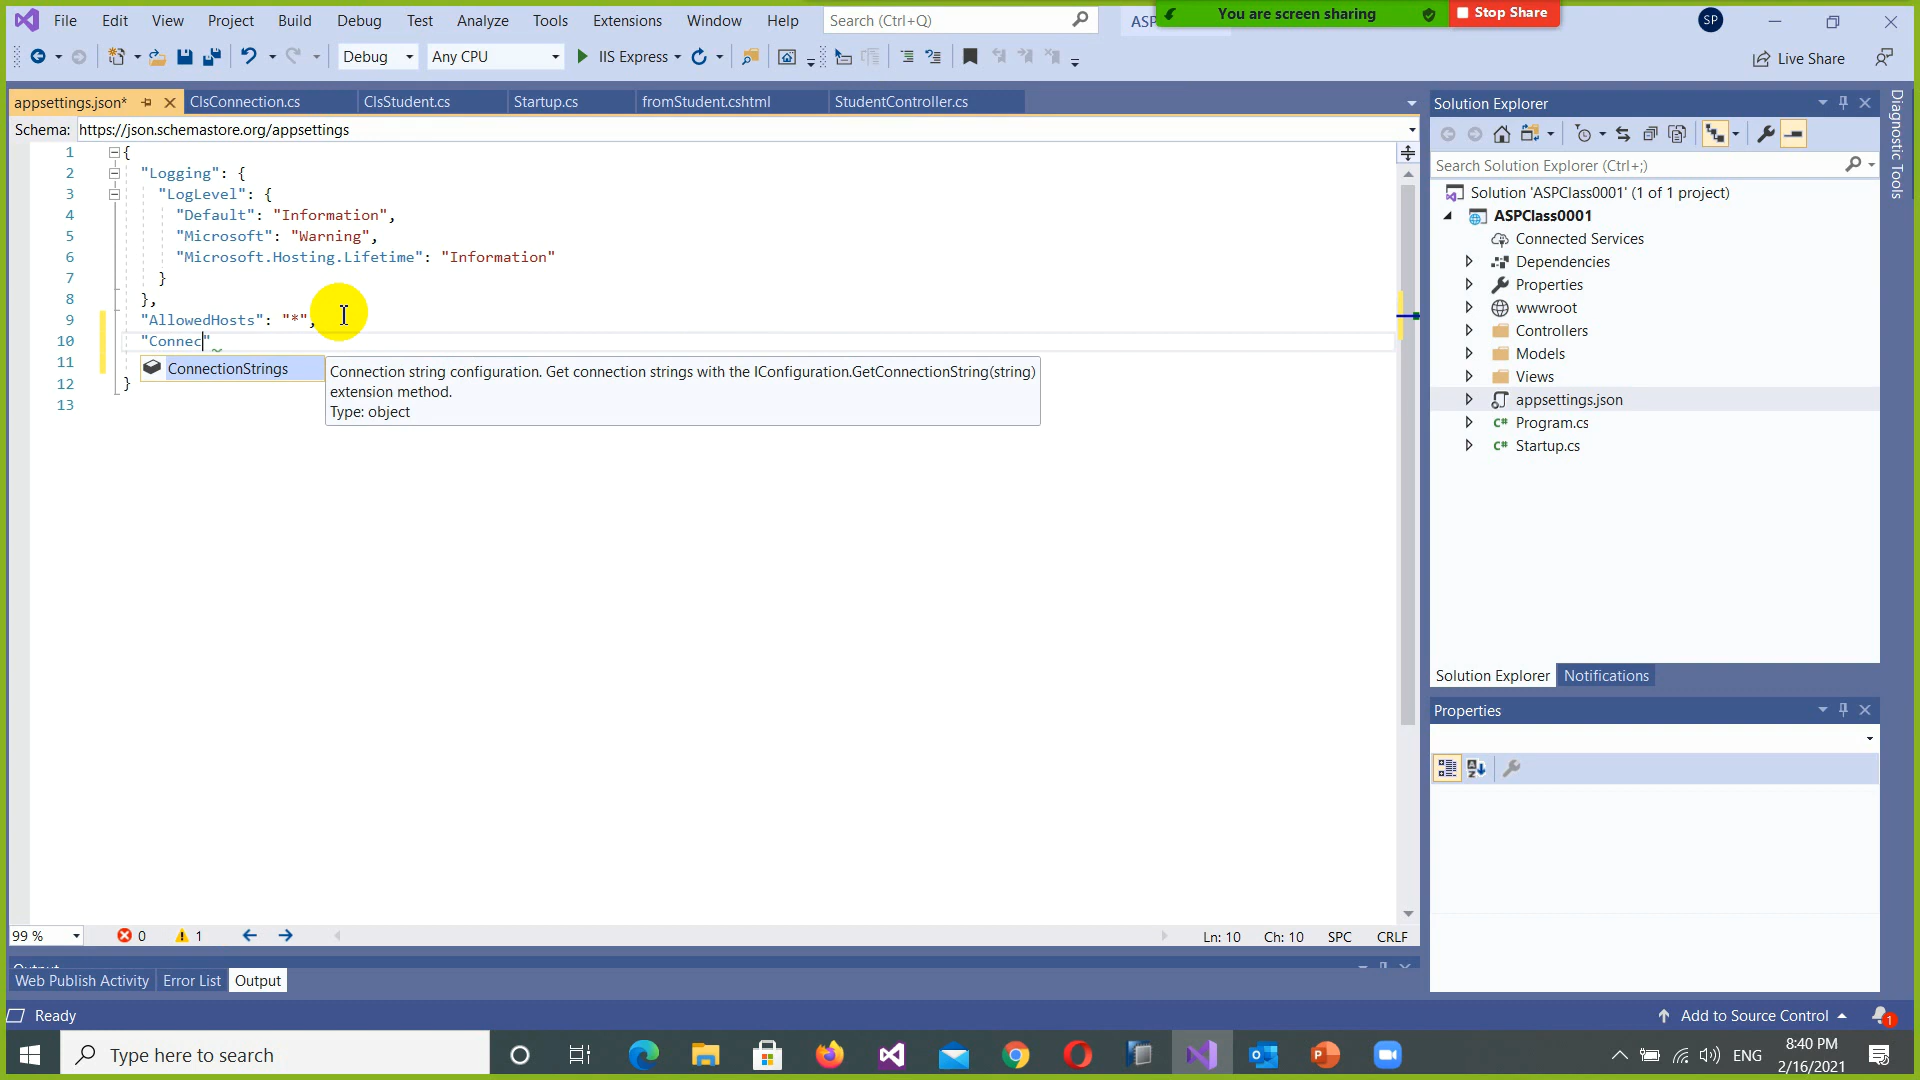 File Edit View Project Build Debug Test Analyze Tools Extensions Window Help Search (Ctrl+Q) ASP You are screen sharing Stop Share SP
Debug Any CPU IIS Express Live Share
appsettings.json* ClsConnection.cs ClsStudent.cs Startup.cs fromStudent.cshtml StudentController.cs
Schema: https://json.schemastore.org/appsettings
1 {
2 "Logging": {
3 "LogLevel": {
4 "Default": "Information",
5 "Microsoft": "Warning",
6 "Microsoft.Hosting.Lifetime": "Information"
7 }
8 },
9 "AllowedHosts": "*",
10 "Connec"
11
12 }
13
ConnectionStrings
Connection string configuration. Get connection strings with the IConfiguration.GetConnectionString(string)
extension method.
Type: object
99 % 0 1 Ln: 10 Ch: 10 SPC CRLF
Output
Web Publish Activity Error List Output
Solution Explorer
Search Solution Explorer (Ctrl+;)
Solution 'ASPClass0001' (1 of 1 project)
ASPClass0001
Connected Services
Dependencies
Properties
wwwroot
Controllers
Models
Views
appsettings.json
C# Program.cs
C# Startup.cs
Solution Explorer Notifications
Properties
Diagnostic Tools
Ready Add to Source Control 1
Type here to search ENG 8:40 PM
2/16/2021